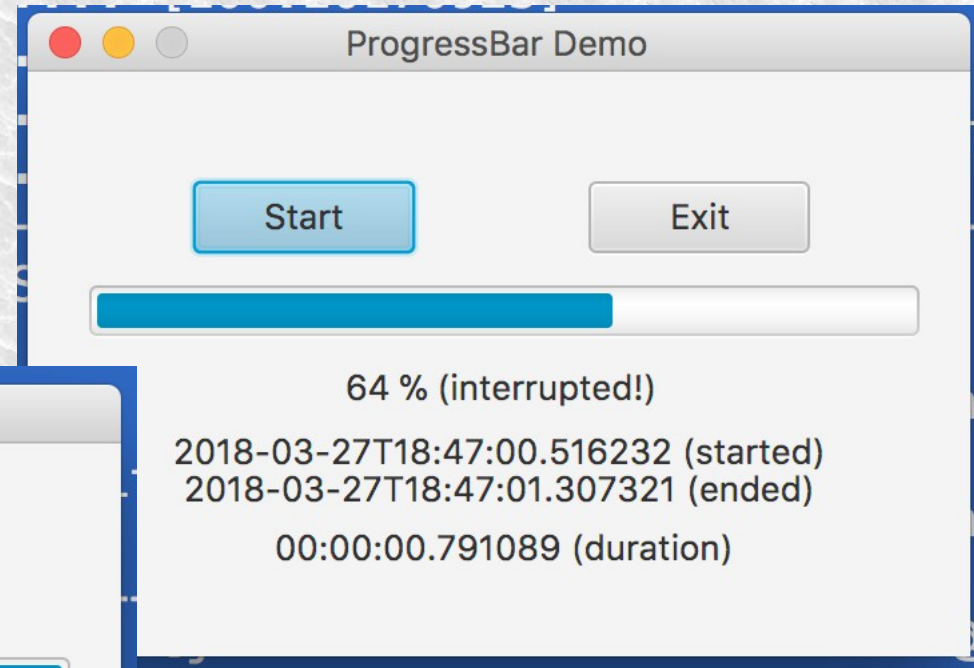 ProgressBar Demo
Start
Exit
64 % (interrupted!)
2018-03-27T18:47:00.516232 (started)
2018-03-27T18:47:01.307321 (ended)
00:00:00.791089 (duration)